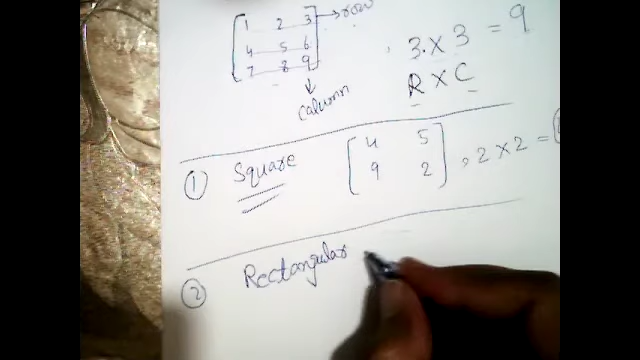 1 2 3 → row
4 5 6
7 8 9
column
3 x 3 = 9
R x C
① Square [4 5
9 2], 2 x 2 =
② Rectangular